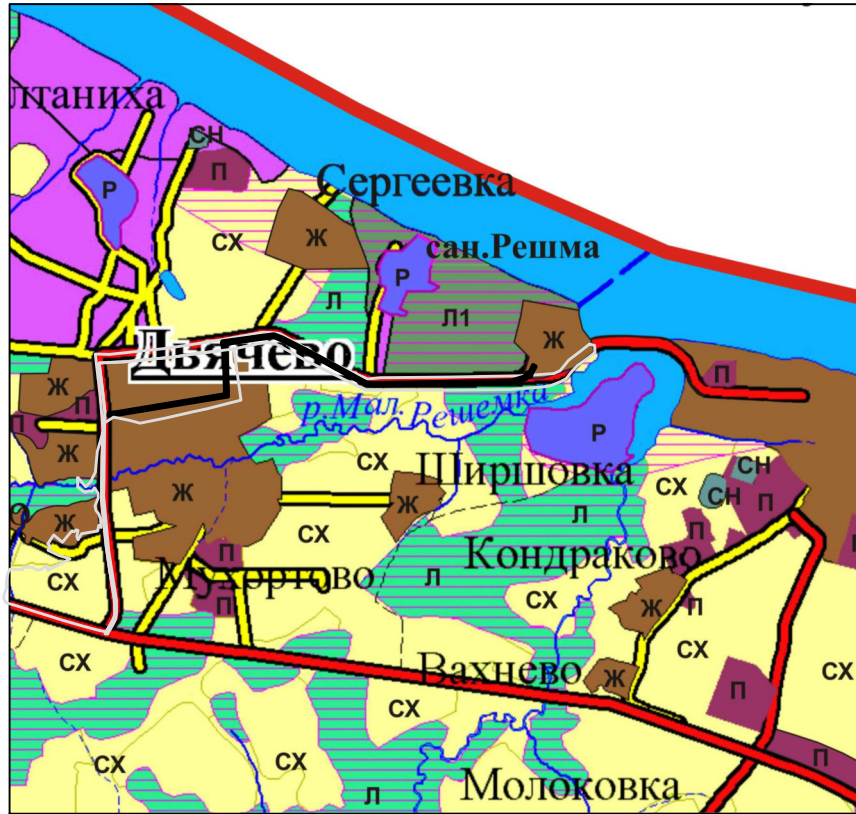 лтаниха
СН
П
Р
Сергеевка
СХ
Ж
сан.Решма
Р
Л
Л1
Ж
Дьячево
П
Ж
П
р.Мал.Решемка
П
Р
Ж
СХ
Ширшовка
СН
СХ
СН
П
Ж
Ж
Л
П
Ж
СХ
Кондраково
П
СХ
Мухортово
Л
СХ
П
Ж
П
СХ
Вахнево
СХ
СХ
Ж
П
СХ
СХ
СХ
П
Л
Молоковка